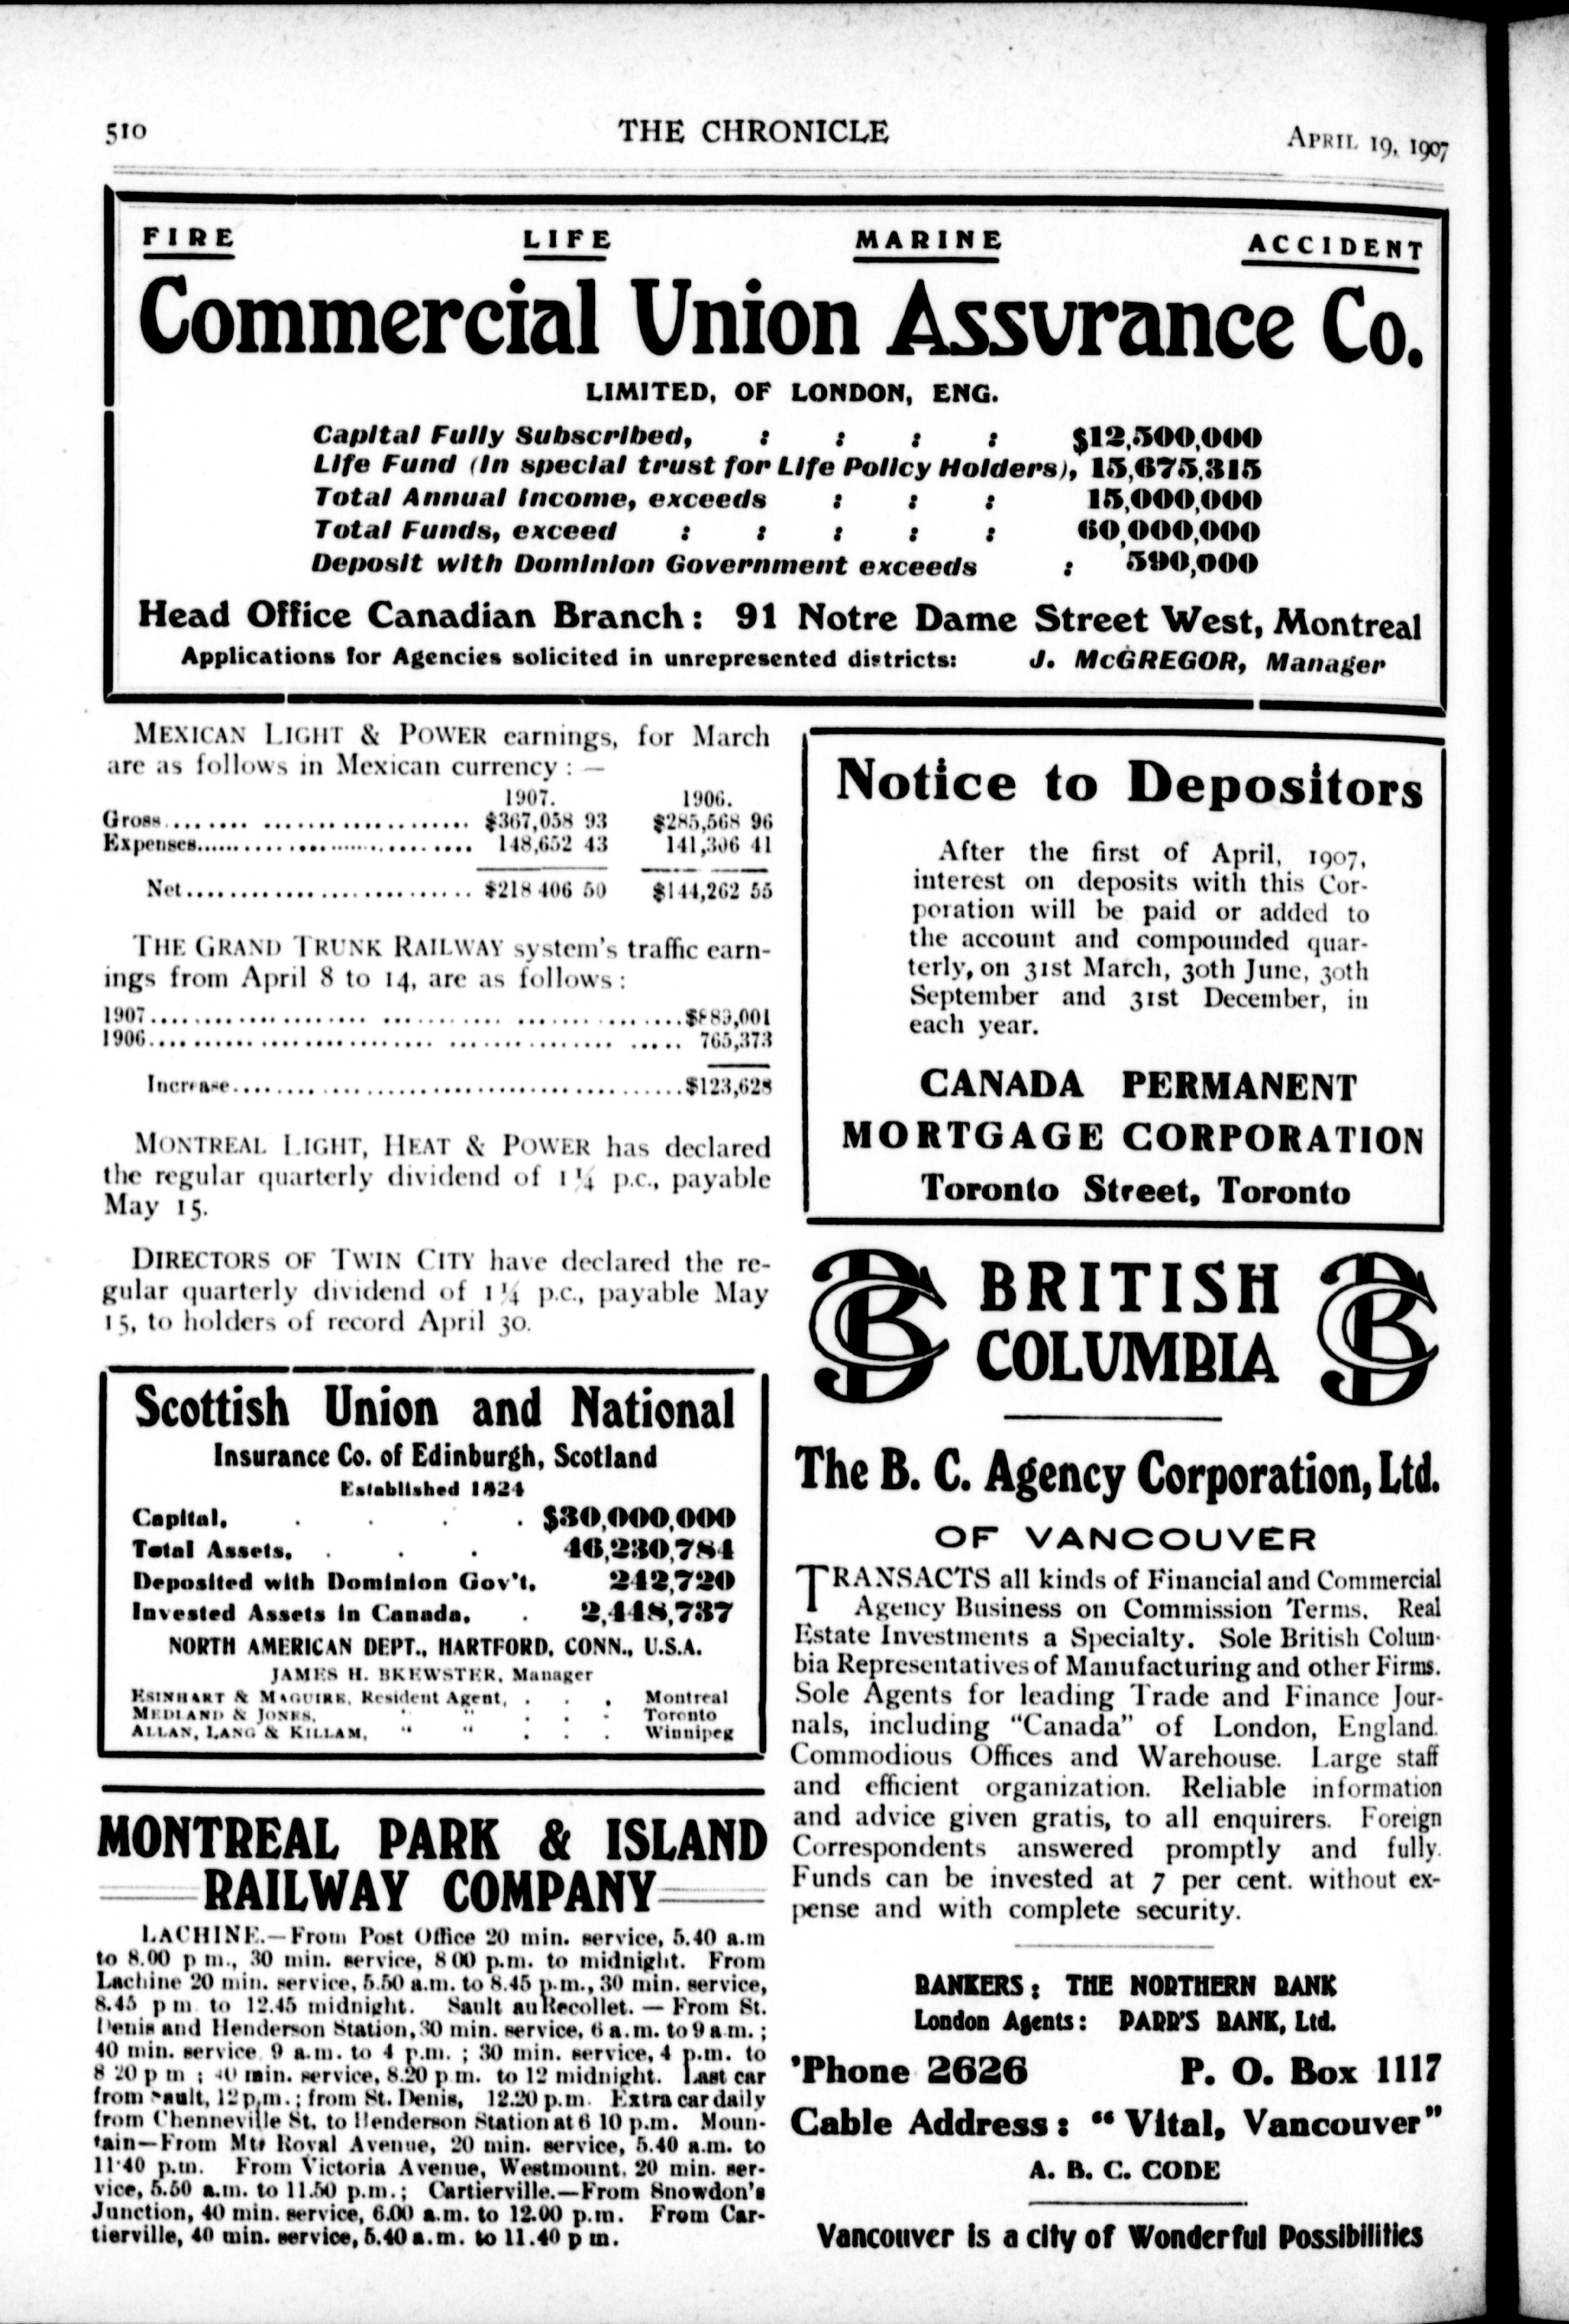 510
THE CHRONICLE
APRIL 19, 1907
FIRE LIFE MARINE ACCIDENT
Commercial Union Assurance Co.
LIMITED, OF LONDON, ENG.
Capital Fully Subscribed, : : : : $12,500,000
Life Fund (In special trust for Life Policy Holders), 15,675,315
Total Annual Income, exceeds : : : 15,000,000
Total Funds, exceed : : : : : 60,000,000
Deposit with Dominion Government exceeds : 590,000
Head Office Canadian Branch: 91 Notre Dame Street West, Montreal
Applications for Agencies solicited in unrepresented districts: J. McGREGOR, Manager
MEXICAN LIGHT & POWER earnings, for March
are as follows in Mexican currency : —
1907. 1906.
Gross.... $367,058 93 $285,568 96
Expenses.... 148,652 43 141,306 41
Net.... $218 406 50 $144,262 55
THE GRAND TRUNK RAILWAY system's traffic earn-
ings from April 8 to 14, are as follows :
1907.... ,001
1906.... 765,373
Increase.... $123,628
MONTREAL LIGHT, HEAT & POWER has declared
the regular quarterly dividend of 1¼ p.c., payable
May 15.
DIRECTORS OF TWIN CITY have declared the re-
gular quarterly dividend of 1¼ p.c., payable May
15, to holders of record April 30.
Scottish Union and National
Insurance Co. of Edinburgh, Scotland
Established 1824
Capital, . . . . $30,000,000
Total Assets, . . . 46,230,784
Deposited with Dominion Gov't, 242,720
Invested Assets in Canada, . 2,448,737
NORTH AMERICAN DEPT., HARTFORD, CONN., U.S.A.
JAMES H. BREWSTER, Manager
ESINHART & MAGUIRE, Resident Agent, . . . Montreal
MEDLAND & JONES, " " . . . Toronto
ALLAN, LANG & KILLAM, " " . . . Winnipeg
MONTREAL PARK & ISLAND
RAILWAY COMPANY
LACHINE.—From Post Office 20 min. service, 5.40 a.m
to 8.00 p m., 30 min. service, 8 00 p.m. to midnight. From
Lachine 20 min. service, 5.50 a.m. to 8.45 p.m., 30 min. service,
8.45 p m to 12.45 midnight. Sault au Recollet. — From St.
Denis and Henderson Station, 30 min. service, 6 a.m. to 9 a.m. ;
40 min. service 9 a.m. to 4 p.m. ; 30 min. service, 4 p.m. to
8 20 p m ; 40 min. service, 8.20 p m. to 12 midnight. Last car
from Sault, 12 p.m. ; from St. Denis, 12.20 p.m. Extra car daily
from Chenneville St. to Henderson Station at 6 10 p.m. Moun-
tain—From Mt. Royal Avenue, 20 min. service, 5.40 a.m. to
11·40 p.m. From Victoria Avenue, Westmount, 20 min. ser-
vice, 5.50 a.m. to 11.50 p.m.; Cartierville.—From Snowdon's
Junction, 40 min. service, 6.00 a.m. to 12.00 p.m. From Car-
tierville, 40 min. service, 5.40 a.m. to 11.40 p m.
Notice to Depositors
After the first of April, 1907,
interest on deposits with this Cor-
poration will be paid or added to
the account and compounded quar-
terly, on 31st March, 30th June, 30th
September and 31st December, in
each year.
CANADA PERMANENT
MORTGAGE CORPORATION
Toronto Street, Toronto
BRITISH
COLUMBIA
The B. C. Agency Corporation, Ltd.
OF VANCOUVER
TRANSACTS all kinds of Financial and Commercial
Agency Business on Commission Terms. Real
Estate Investments a Specialty. Sole British Colum-
bia Representatives of Manufacturing and other Firms.
Sole Agents for leading Trade and Finance Jour-
nals, including "Canada" of London, England.
Commodious Offices and Warehouse. Large staff
and efficient organization. Reliable information
and advice given gratis, to all enquirers. Foreign
Correspondents answered promptly and fully.
Funds can be invested at 7 per cent. without ex-
pense and with complete security.
BANKERS: THE NORTHERN BANK
London Agents: PARR'S BANK, Ltd.
'Phone 2626 P. O. Box 1117
Cable Address: "Vital, Vancouver"
A. B. C. CODE
Vancouver is a city of Wonderful Possibilities